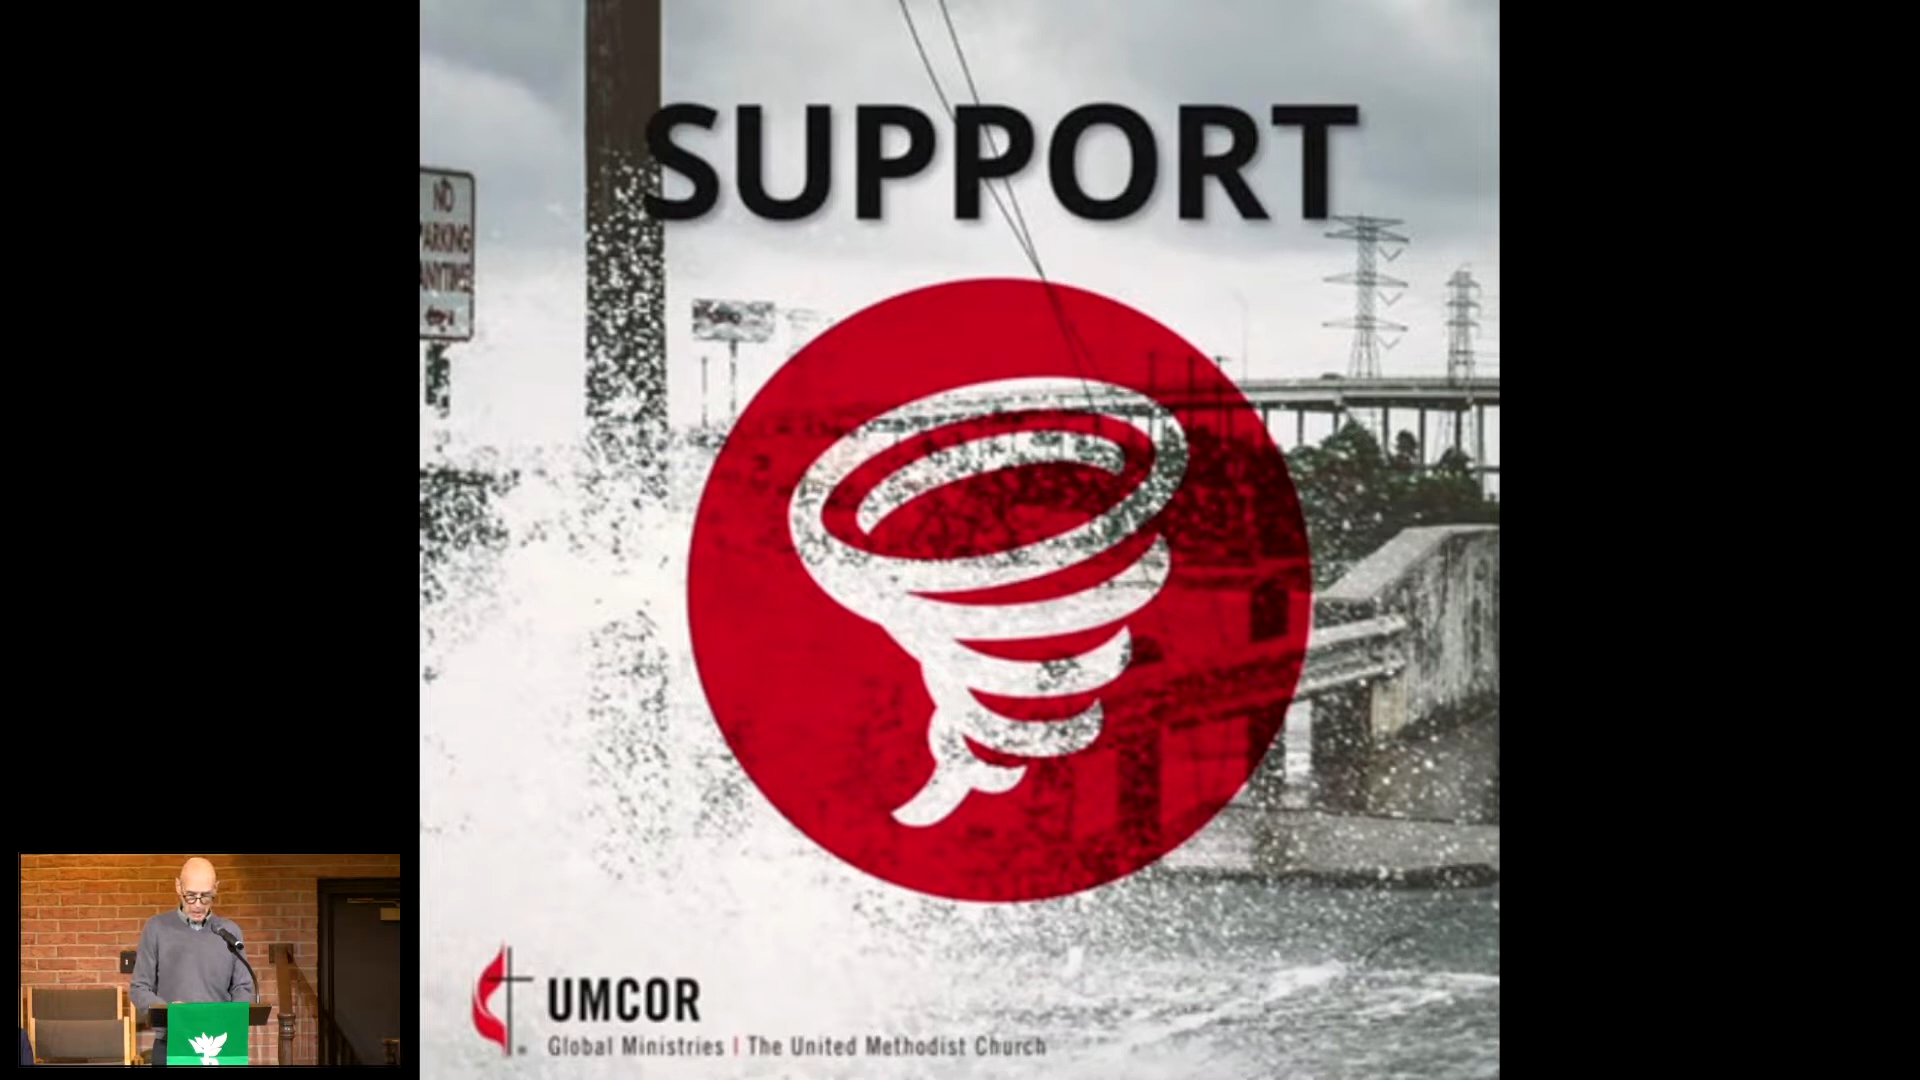 SUPPORT
NO
PARKING
ANYTIME
UMCOR
Global Ministries | The United Methodist Church